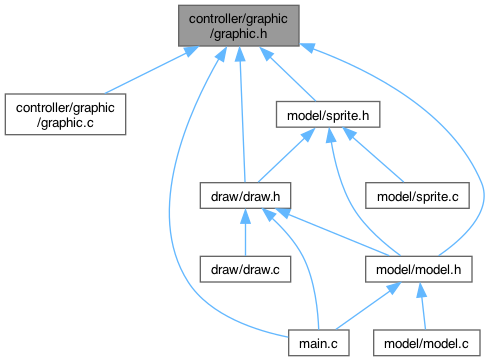 controller/graphic
/graphic.h
controller/graphic
/graphic.c
model/sprite.h
draw/draw.h
model/sprite.c
draw/draw.c
model/model.h
main.c
model/model.c